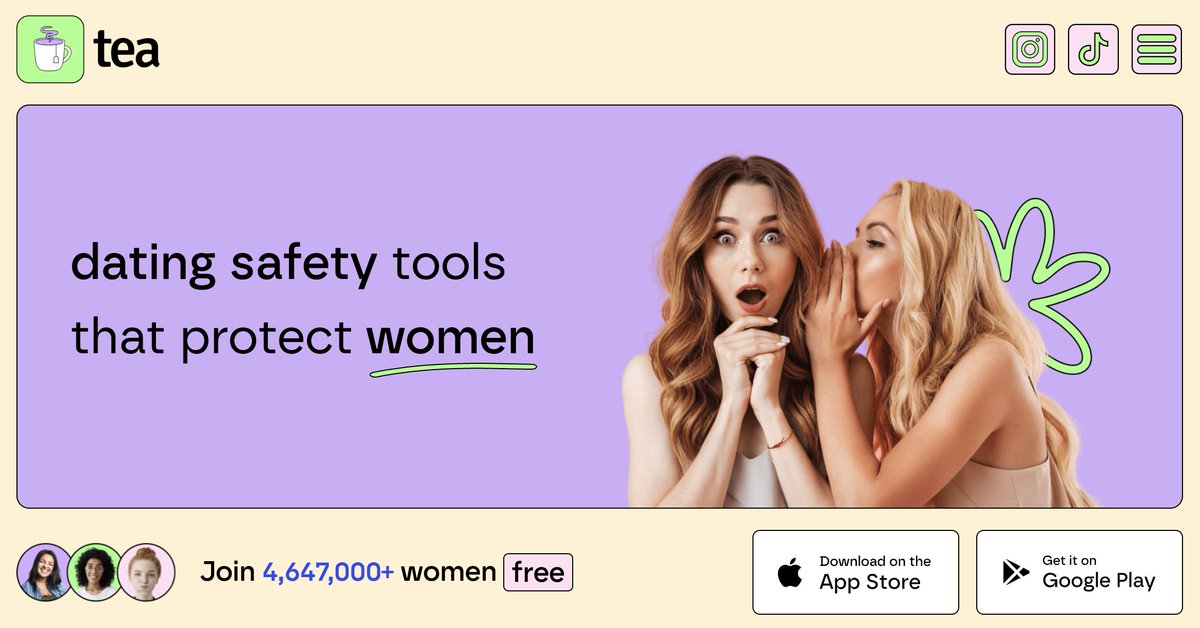 tea
dating safety tools
that protect women
Join 4,647,000+ women free
Download on the
App Store
Get it on
Google Play